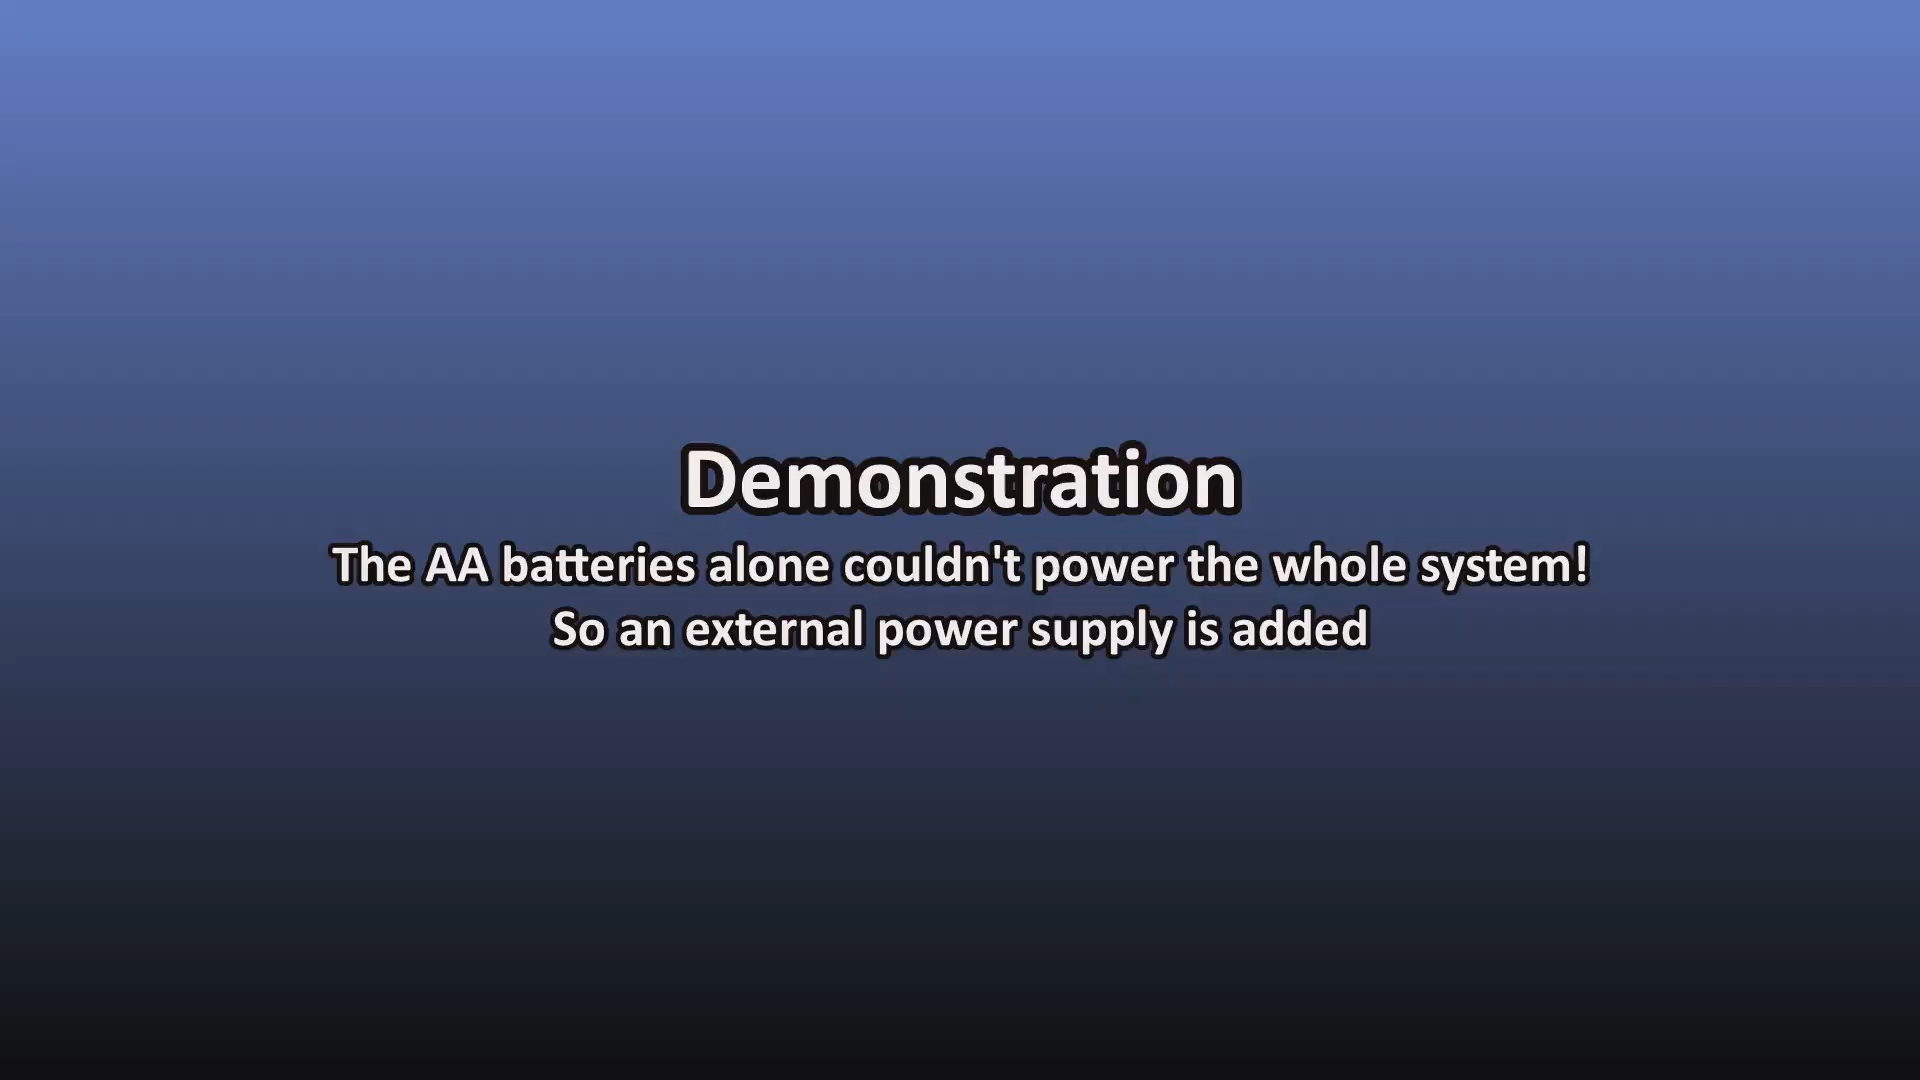 Demonstration
The AA batteries alone couldn't power the whole system!
So an external power supply is added